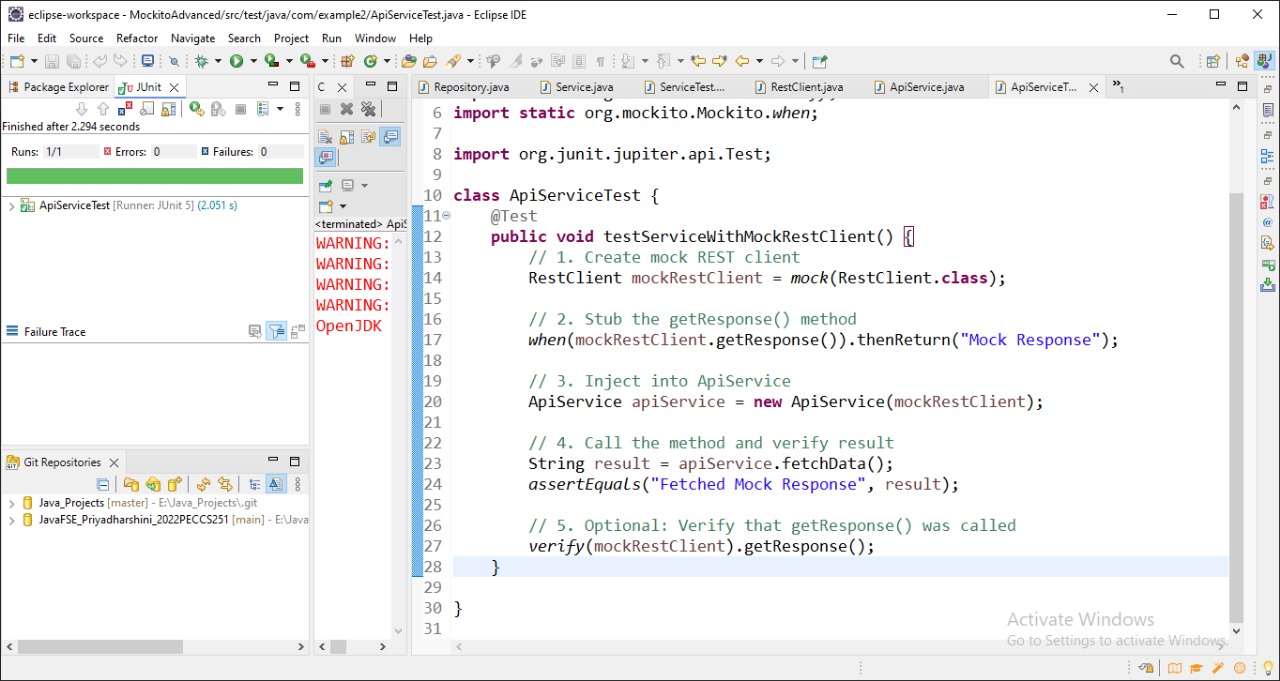 eclipse-workspace - MockitoAdvanced/src/test/java/com/example2/ApiServiceTest.java - Eclipse IDE
File Edit Source Refactor Navigate Search Project Run Window Help
Package Explorer JUnit
Finished after 2.294 seconds
Runs: 1/1 Errors: 0 Failures: 0
ApiServiceTest [Runner: JUnit 5] (2.051 s)
Failure Trace
Git Repositories
Java_Projects [master] - E:\Java_Projects\.git
JavaFSE_Priyadharshini_2022PECCS251 [main] - E:\Java
C
<terminated> ApiS
WARNING:
WARNING:
WARNING:
WARNING:
OpenJDK
Repository.java Service.java ServiceTest.... RestClient.java ApiService.java ApiServiceT... »1
6 import static org.mockito.Mockito.when;
7
8 import org.junit.jupiter.api.Test;
9
10 class ApiServiceTest {
11 @Test
12 public void testServiceWithMockRestClient() {
13 // 1. Create mock REST client
14 RestClient mockRestClient = mock(RestClient.class);
15
16 // 2. Stub the getResponse() method
17 when(mockRestClient.getResponse()).thenReturn("Mock Response");
18
19 // 3. Inject into ApiService
20 ApiService apiService = new ApiService(mockRestClient);
21
22 // 4. Call the method and verify result
23 String result = apiService.fetchData();
24 assertEquals("Fetched Mock Response", result);
25
26 // 5. Optional: Verify that getResponse() was called
27 verify(mockRestClient).getResponse();
28 }
29
30 }
31
Activate Windows
Go to Settings to activate Windows.